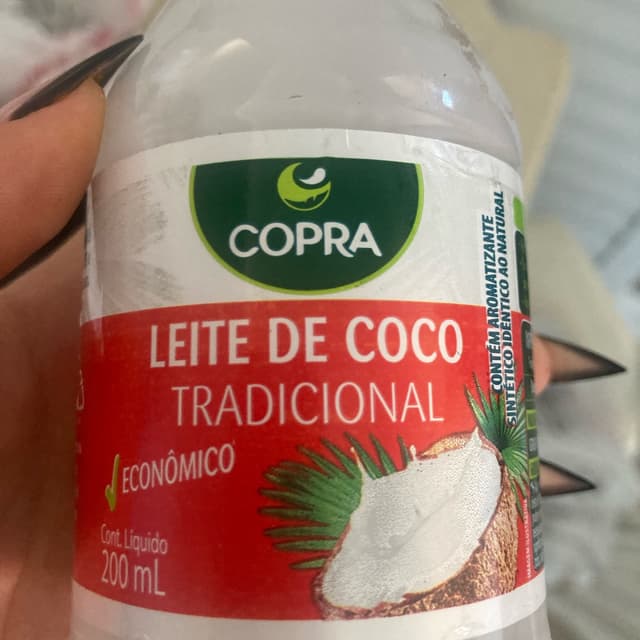 COPRA
LEITE DE COCO
TRADICIONAL
ECONÔMICO
Cont. Líquido
200 mL
CONTÉM AROMATIZANTE
SINTÉTICO IDÊNTICO AO NATURAL